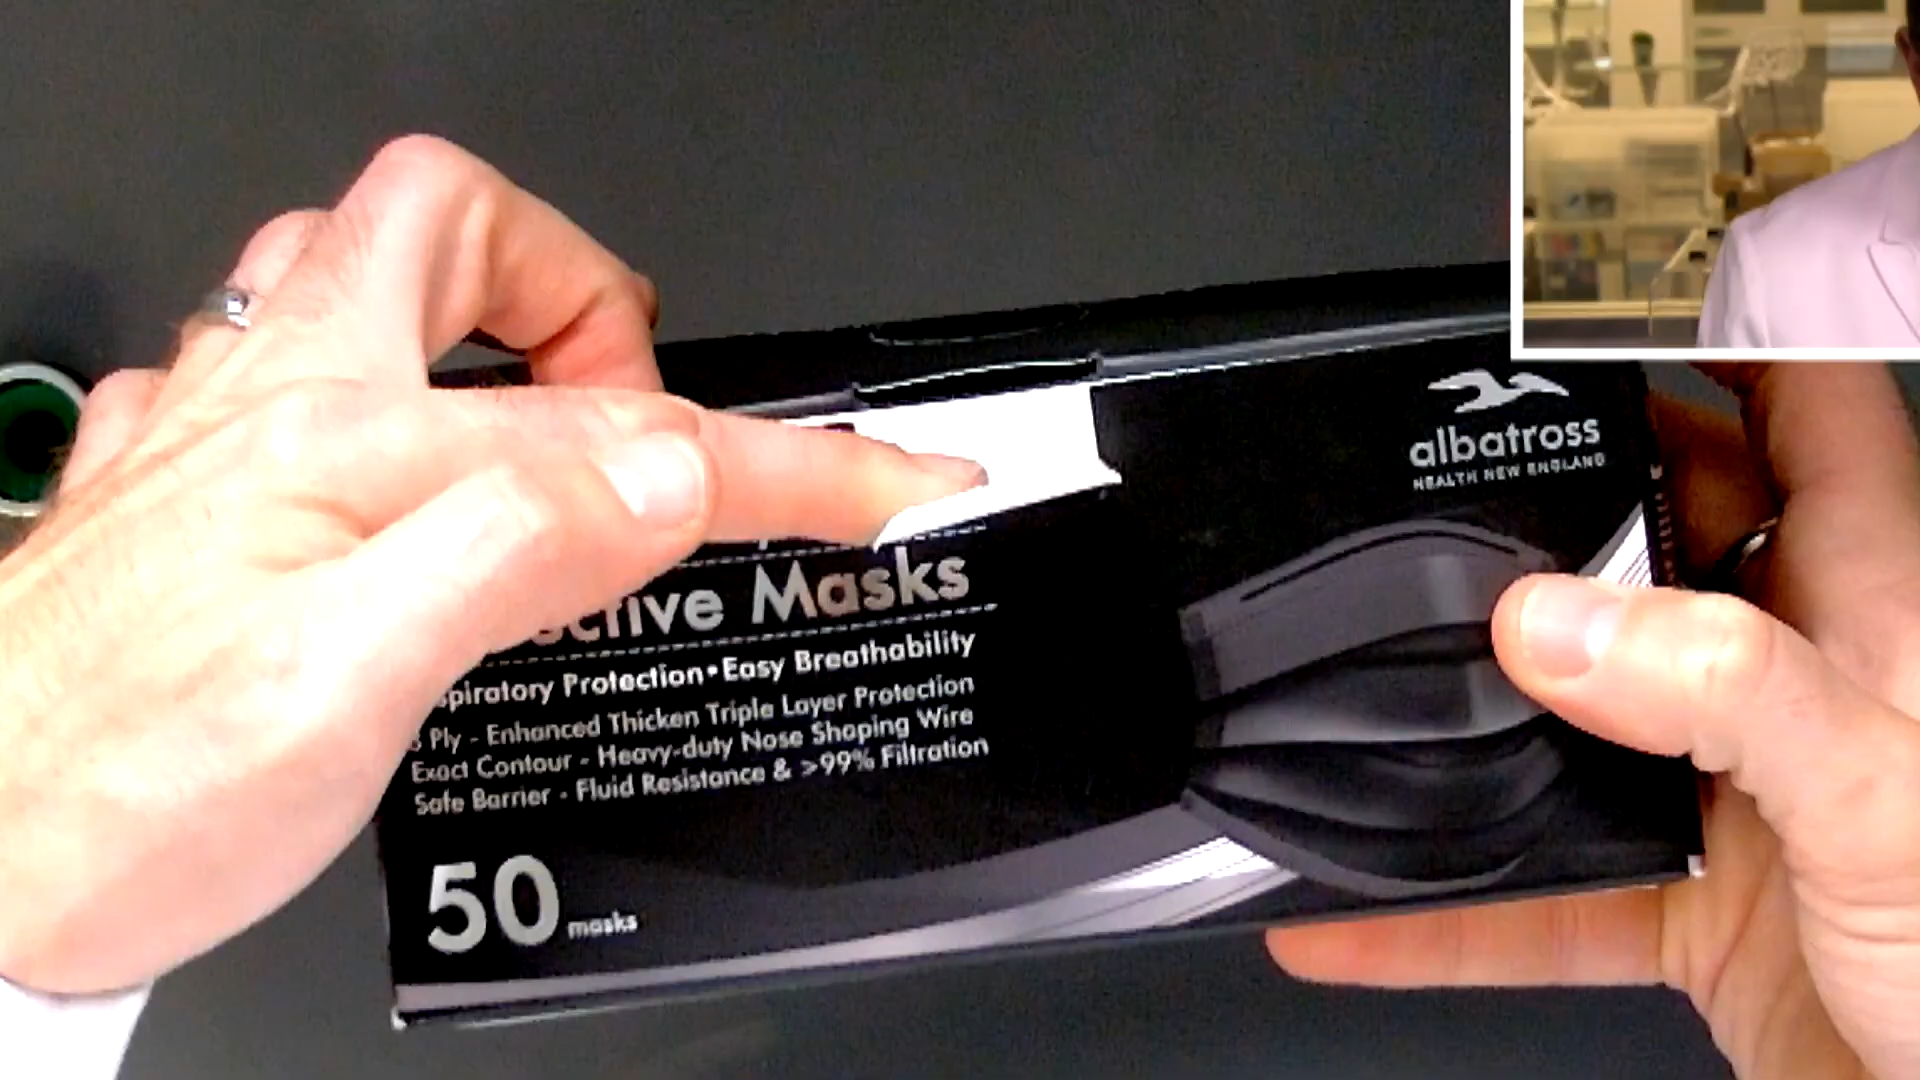 albatross
HEALTH NEW ENGLAND
Masks
Protection • Easy Breathability
Ply - Enhanced Thicken Triple Layer Protection
Exact Contour - Heavy-duty Nose Shaping Wire
Safe Barrier - Fluid Resistance & >99% Filtration
50 masks